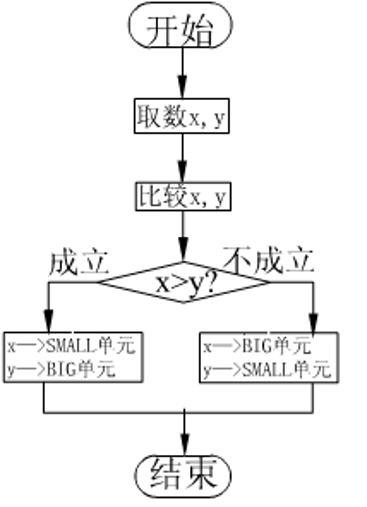 开始
取数x,y
比较x,y
成立
不成立
x>y?
x—>SMALL单元
y—>BIG单元
x—>BIG单元
y—>SMALL单元
结束